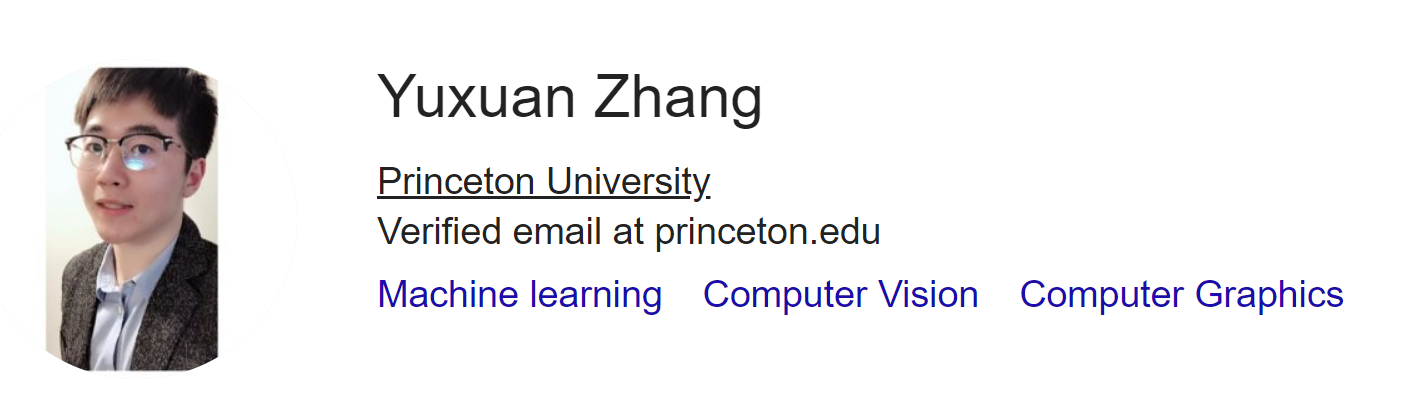 Yuxuan Zhang
Princeton University
Verified email at princeton.edu
Machine learning Computer Vision Computer Graphics